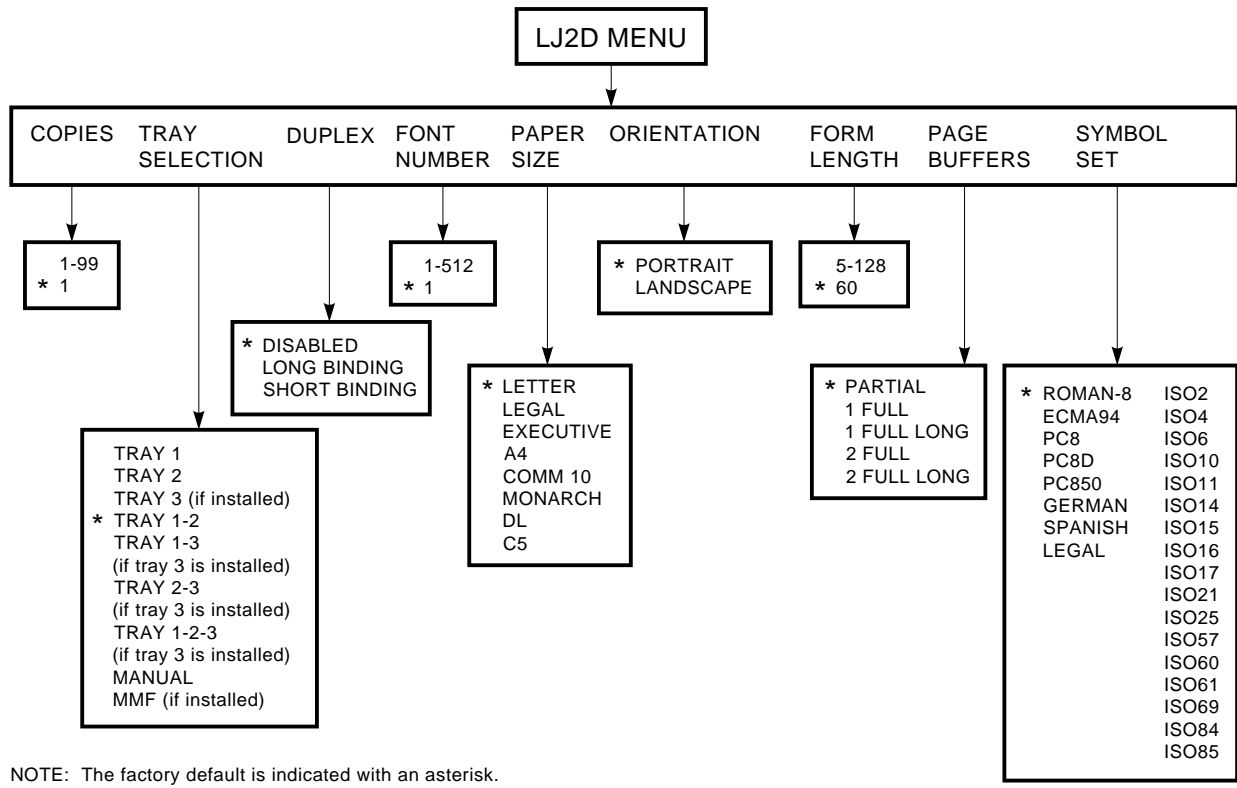 LJ2D MENU
COPIES
TRAY
SELECTION
DUPLEX
FONT
NUMBER
PAPER
SIZE
ORIENTATION
FORM
LENGTH
PAGE
BUFFERS
SYMBOL
SET
1-99
* 1
TRAY 1
TRAY 2
TRAY 3 (if installed)
* TRAY 1-2
TRAY 1-3
(if tray 3 is installed)
TRAY 2-3
(if tray 3 is installed)
TRAY 1-2-3
(if tray 3 is installed)
MANUAL
MMF (if installed)
* DISABLED
LONG BINDING
SHORT BINDING
1-512
* 1
* LETTER
LEGAL
EXECUTIVE
A4
COMM 10
MONARCH
DL
C5
* PORTRAIT
LANDSCAPE
5-128
* 60
* PARTIAL
1 FULL
1 FULL LONG
2 FULL
2 FULL LONG
* ROMAN-8
ECMA94
PC8
PC8D
PC850
GERMAN
SPANISH
LEGAL
ISO2
ISO4
ISO6
ISO10
ISO11
ISO14
ISO15
ISO16
ISO17
ISO21
ISO25
ISO57
ISO60
ISO61
ISO69
ISO84
ISO85
NOTE: The factory default is indicated with an asterisk.